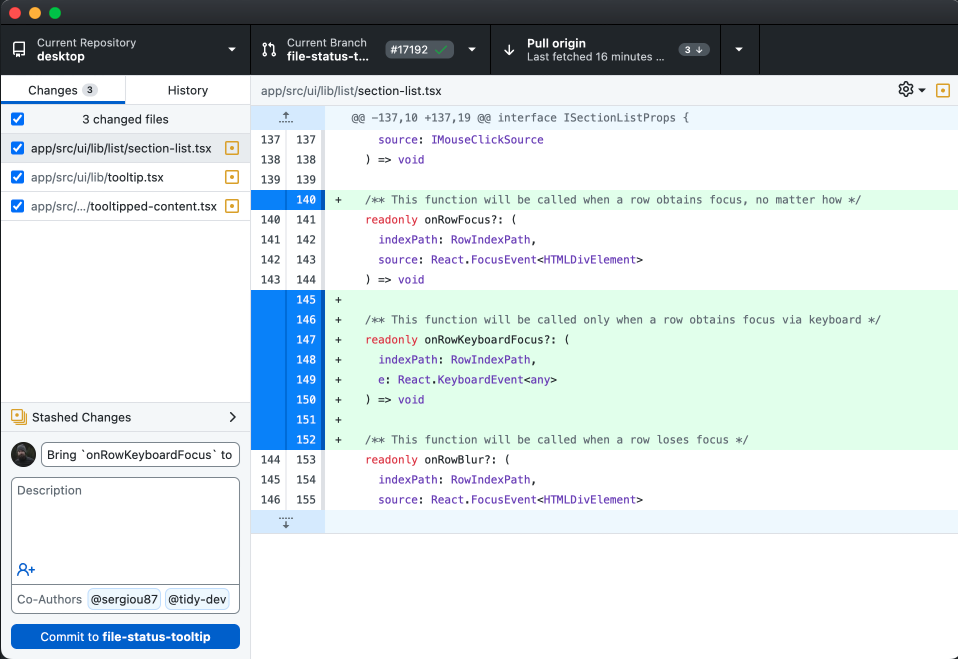 Current Repository
desktop
Current Branch
file-status-t...
#17192
Pull origin
Last fetched 16 minutes ...
3
Changes 3
History
3 changed files
app/src/ui/lib/list/section-list.tsx
app/src/ui/lib/tooltip.tsx
app/src/.../tooltipped-content.tsx
Stashed Changes
Bring `onRowKeyboardFocus` to
Description
Co-Authors @sergiou87 @tidy-dev
Commit to file-status-tooltip
app/src/ui/lib/list/section-list.tsx
@@ -137,10 +137,19 @@ interface ISectionListProps {
137 137 source: IMouseClickSource
138 138 ) => void
139 139
140 + /** This function will be called when a row obtains focus, no matter how */
140 141 readonly onRowFocus?: (
141 142 indexPath: RowIndexPath,
142 143 source: React.FocusEvent<HTMLDivElement>
143 144 ) => void
145 +
146 + /** This function will be called only when a row obtains focus via keyboard */
147 + readonly onRowKeyboardFocus?: (
148 + indexPath: RowIndexPath,
149 + e: React.KeyboardEvent<any>
150 + ) => void
151 +
152 + /** This function will be called when a row loses focus */
144 153 readonly onRowBlur?: (
145 154 indexPath: RowIndexPath,
146 155 source: React.FocusEvent<HTMLDivElement>